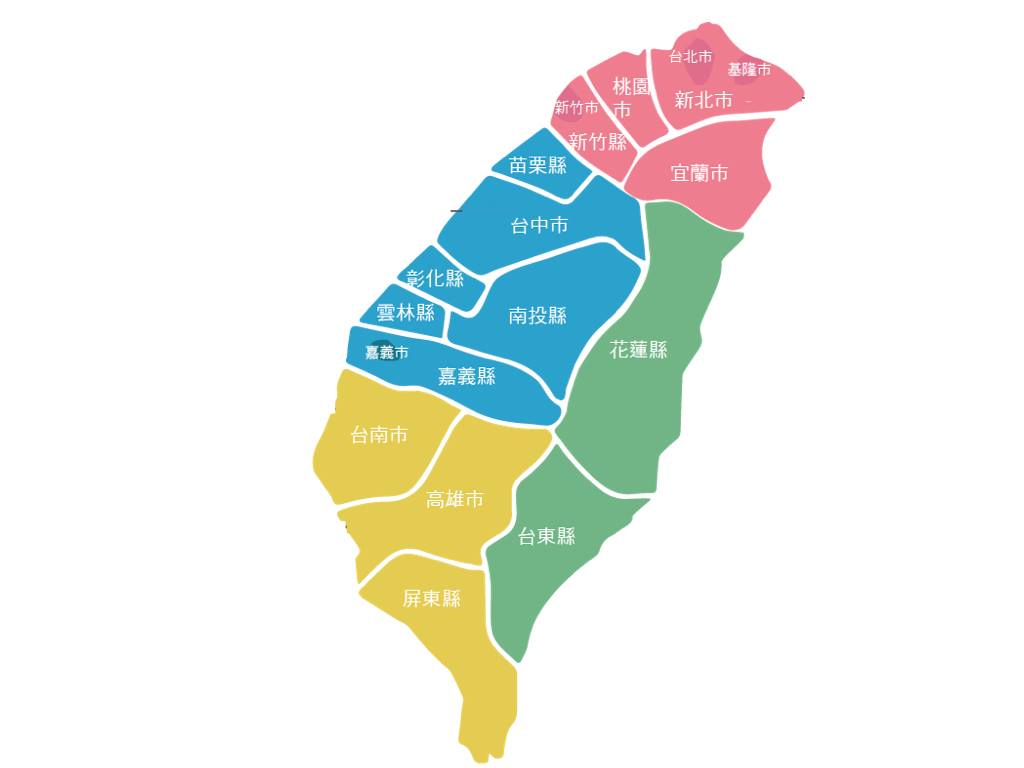 台北市
基隆市
桃園
市
新北市
新竹市
新竹縣
苗栗縣
宜蘭市
台中市
彰化縣
雲林縣
南投縣
花蓮縣
嘉義市
嘉義縣
台南市
高雄市
台東縣
屏東縣